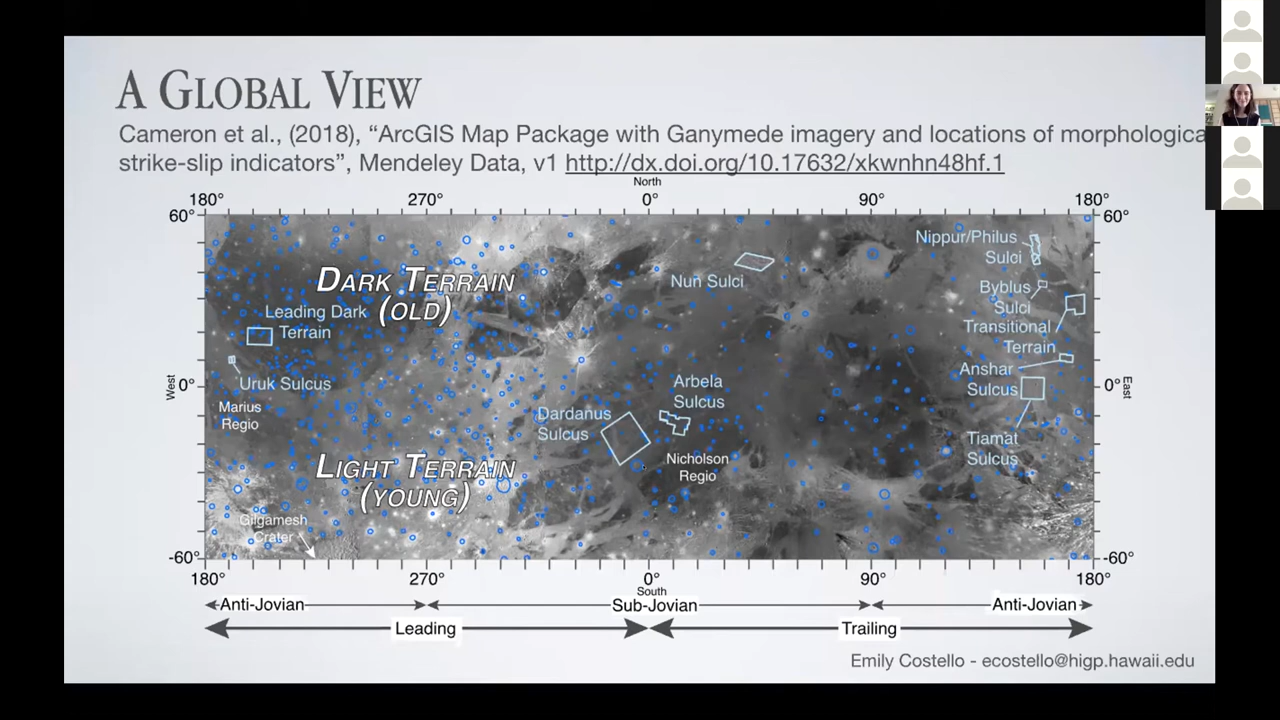 A GLOBAL VIEW
Cameron et al., (2018), “ArcGIS Map Package with Ganymede imagery and locations of morphologica
strike-slip indicators”, Mendeley Data, v1 http://dx.doi.org/10.17632/xkwnhn48hf.1
North
180° 270° 0° 90° 180°
60° 60°
Nippur/Philus
Sulci
DARK TERRAIN
(OLD)
Nun Sulci
Byblus
Sulci
Leading Dark
Terrain
Transitional
Terrain
Anshar
Sulcus
West 0° 0° East
Uruk Sulcus
Arbela
Sulcus
Marius
Regio
Dardanus
Sulcus
Tiamat
Sulcus
LIGHT TERRAIN
(YOUNG)
Nicholson
Regio
Gilgamesh
Crater
-60° -60°
180° 270° 0° 90° 180°
South
Anti-Jovian Sub-Jovian Anti-Jovian
Leading Trailing
Emily Costello - ecostello@higp.hawaii.edu